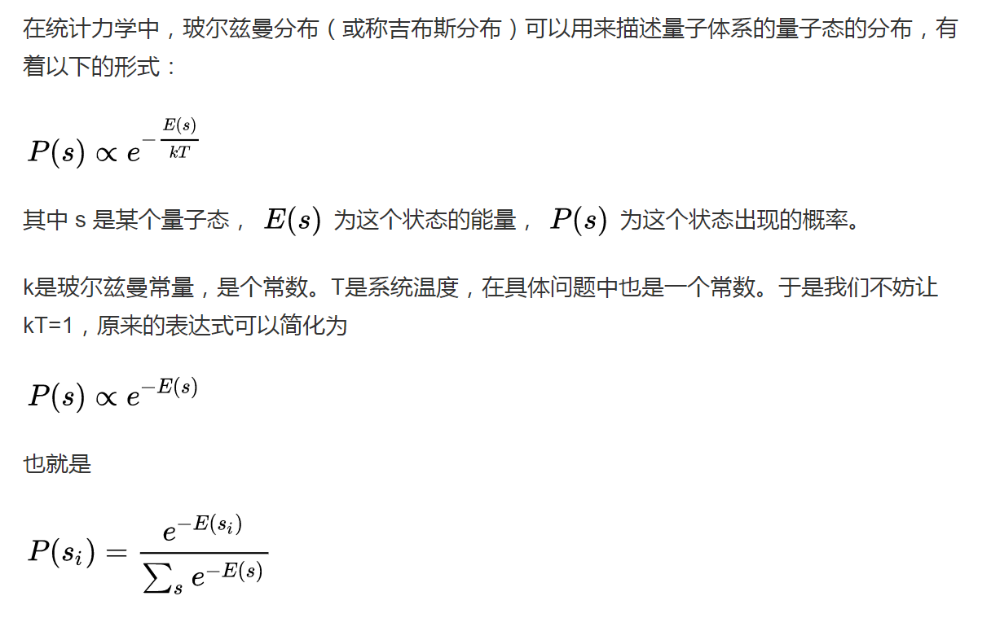 在统计力学中，玻尔兹曼分布（或称吉布斯分布）可以用来描述量子体系的量子态的分布，有
着以下的形式：
P(s) ∝ e^{-\frac{E(s)}{kT}}
其中 s 是某个量子态， E(s) 为这个状态的能量， P(s) 为这个状态出现的概率。
k是玻尔兹曼常量，是个常数。T是系统温度，在具体问题中也是一个常数。于是我们不妨让
kT=1，原来的表达式可以简化为
P(s) ∝ e^{-E(s)}
也就是
P(s_i) = \frac{e^{-E(s_i)}}{\sum_s e^{-E(s)}}